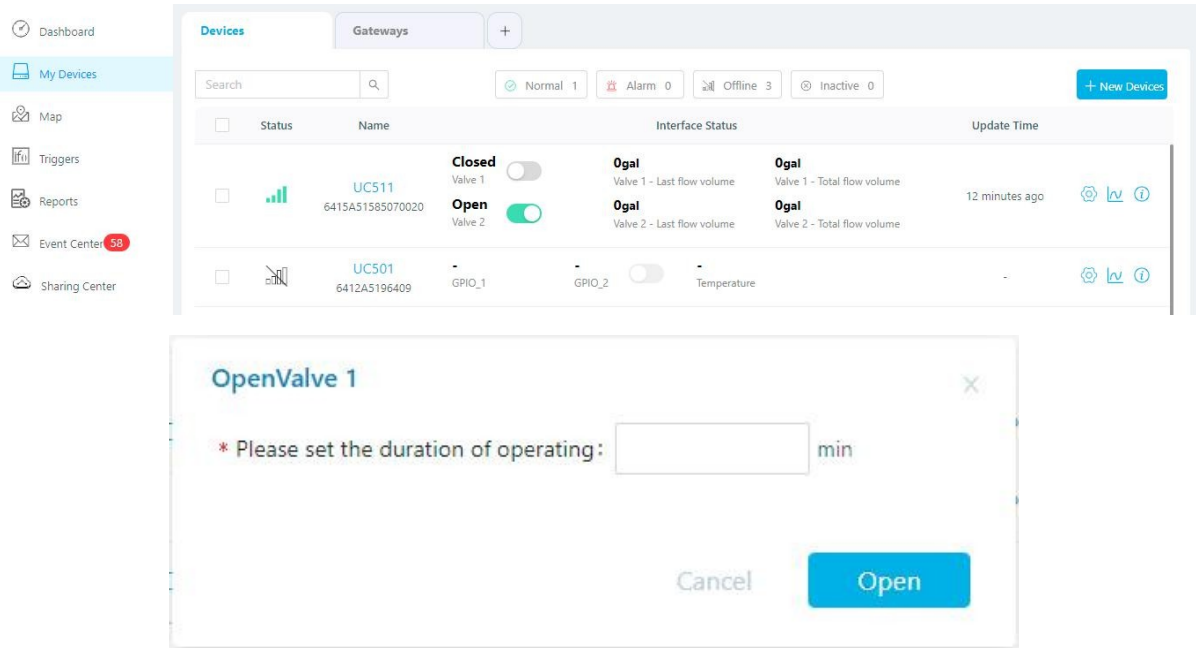 Dashboard
My Devices
Map
Triggers
Reports
Event Center 58
Sharing Center
Devices Gateways +
Search Normal 1 Alarm 0 Offline 3 Inactive 0 + New Devices
Status Name Interface Status Update Time
UC511
6415A51585070020
Closed
Valve 1
0gal
Valve 1 - Last flow volume
0gal
Valve 1 - Total flow volume
Open
Valve 2
0gal
Valve 2 - Last flow volume
0gal
Valve 2 - Total flow volume
12 minutes ago
UC501
6412A5196409
-
GPIO_1
-
GPIO_2
-
Temperature
-
OpenValve 1
* Please set the duration of operating: min
Cancel Open